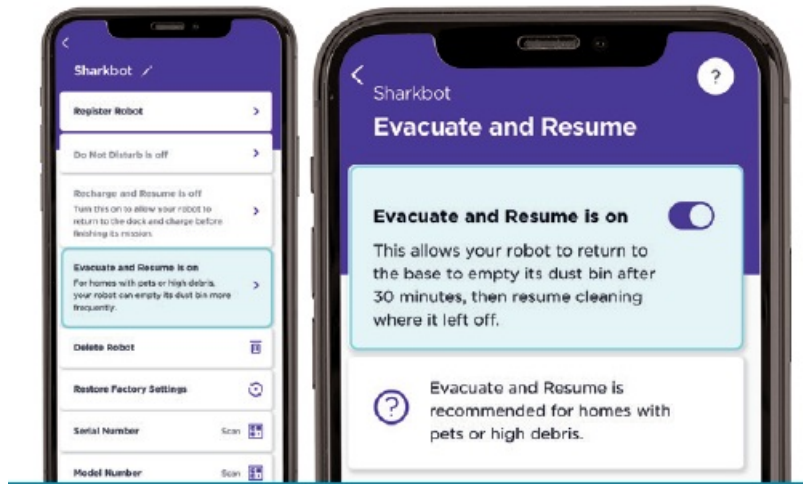 Sharkbot
Register Robot
Do Not Disturb is off
Recharge and Resume is off
Turn this on to allow your robot to
return to the dock and charge before
finishing its mission.
Evacuate and Resume is on
For homes with pets or high debris,
your robot can empty its dust bin more
frequently.
Delete Robot
Restore Factory Settings
Serial Number Scan
Model Number Scan
Sharkbot
?
Evacuate and Resume
Evacuate and Resume is on
This allows your robot to return to
the base to empty its dust bin after
30 minutes, then resume cleaning
where it left off.
?
Evacuate and Resume is
recommended for homes with
pets or high debris.